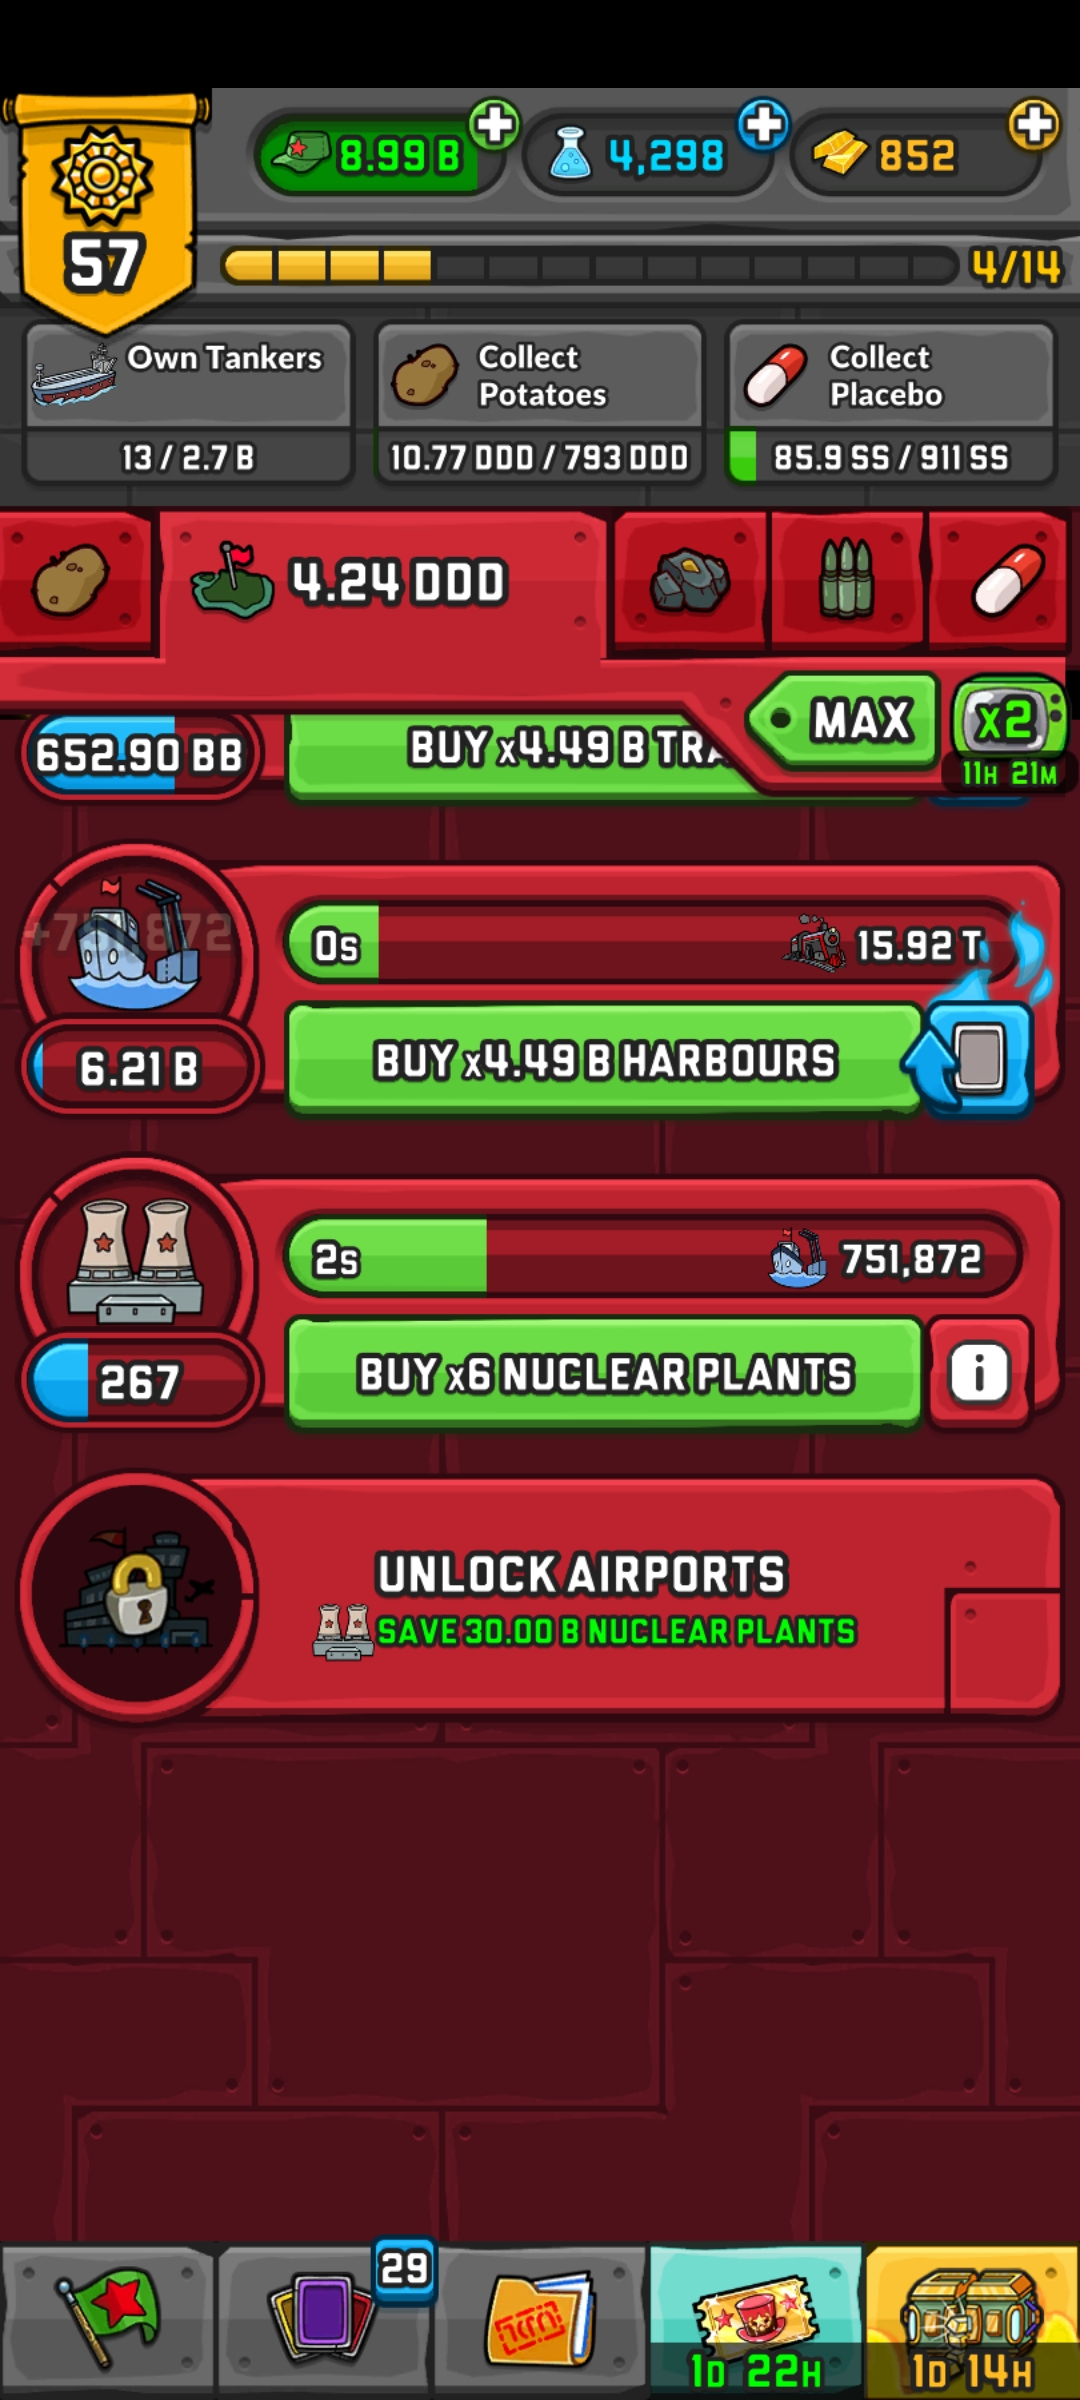 57
8.99 B
4,298
852
4/14
Own Tankers
13 / 2.7 B
Collect
Potatoes
10.77 DDD / 793 DDD
Collect
Placebo
85.9 SS / 911 SS
4.24 DDD
MAX
x2
11H 21M
652.90 BB
BUY x4.49 B TRA
0s
15.92 T
6.21 B
BUY x4.49 B HARBOURS
2s
751,872
267
BUY x6 NUCLEAR PLANTS
i
UNLOCK AIRPORTS
SAVE 30.00 B NUCLEAR PLANTS
29
1D 22H
1D 14H